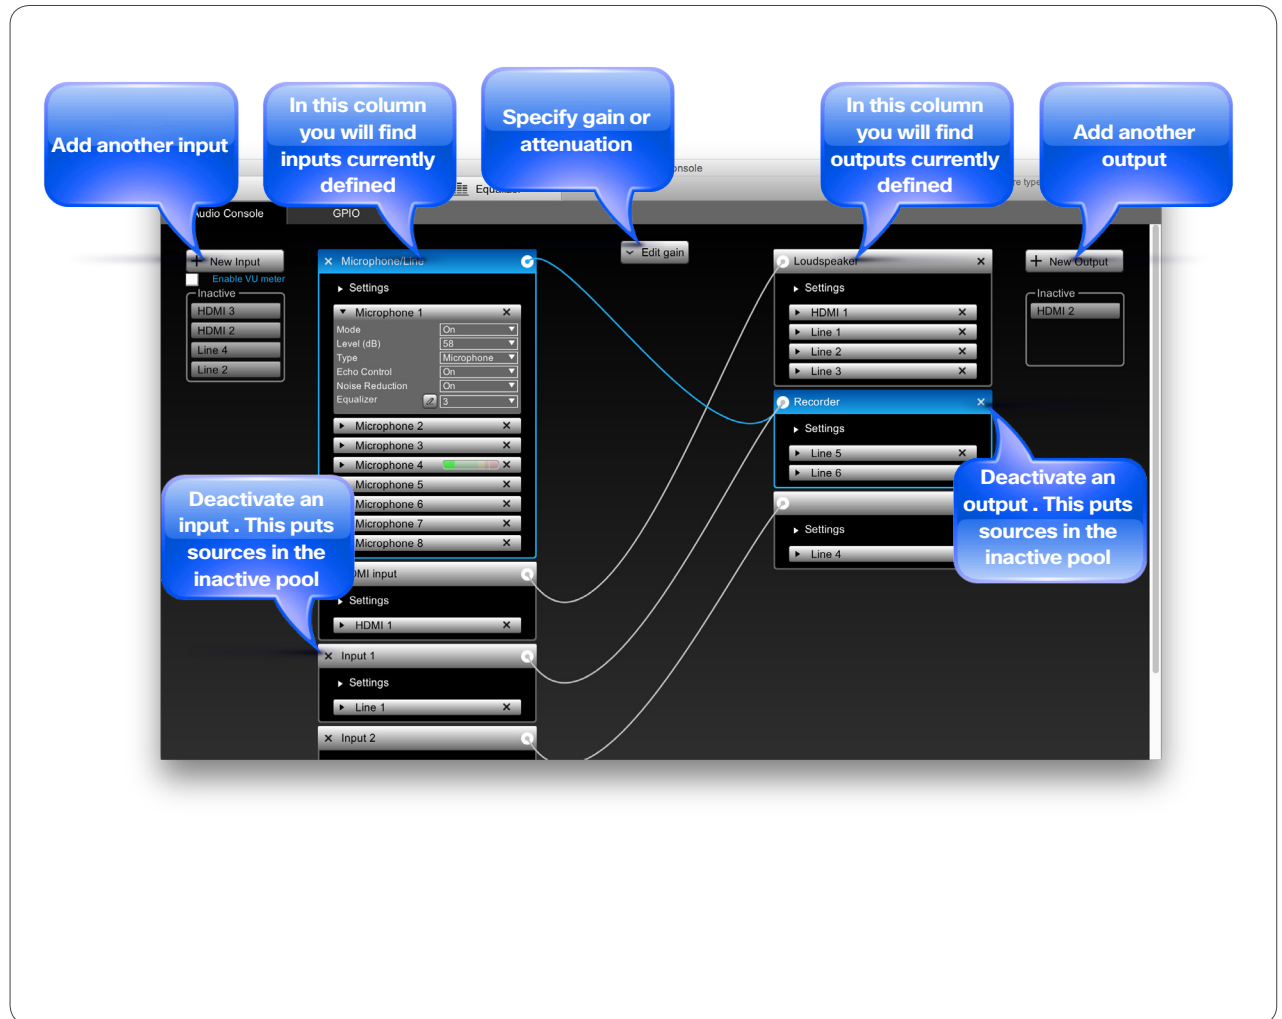 Add another input
In this column
you will find
inputs currently
defined
Specify gain or
attenuation
In this column
you will find
outputs currently
defined
Add another
output
Audio Console
GPIO
+ New Input
Enable VU meter
Inactive
HDMI 3
HDMI 2
Line 4
Line 2
Microphone/Line
Settings
Microphone 1
Mode On
Level (dB) 58
Type Microphone
Echo Control On
Noise Reduction On
Equalizer 3
Microphone 2
Microphone 3
Microphone 4
Microphone 5
Microphone 6
Microphone 7
Microphone 8
Deactivate an
input . This puts
sources in the
inactive pool
input
Settings
HDMI 1
Input 1
Settings
Line 1
Input 2
Edit gain
Loudspeaker
Settings
HDMI 1
Line 1
Line 2
Line 3
Recorder
Settings
Line 5
Line 6
Settings
Line 4
+ New Output
Inactive
HDMI 2
Deactivate an
output . This puts
sources in the
inactive pool